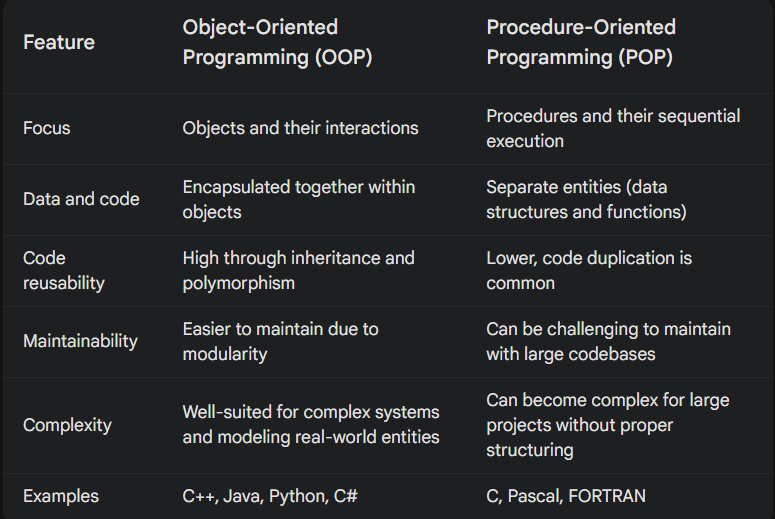 Feature
Object-Oriented
Programming (OOP)
Procedure-Oriented
Programming (POP)
Focus
Objects and their interactions
Procedures and their sequential
execution
Data and code
Encapsulated together within
objects
Separate entities (data
structures and functions)
Code
reusability
High through inheritance and
polymorphism
Lower, code duplication is
common
Maintainability
Easier to maintain due to
modularity
Can be challenging to maintain
with large codebases
Complexity
Well-suited for complex systems
and modeling real-world entities
Can become complex for large
projects without proper
structuring
Examples
C++, Java, Python, C#
C, Pascal, FORTRAN